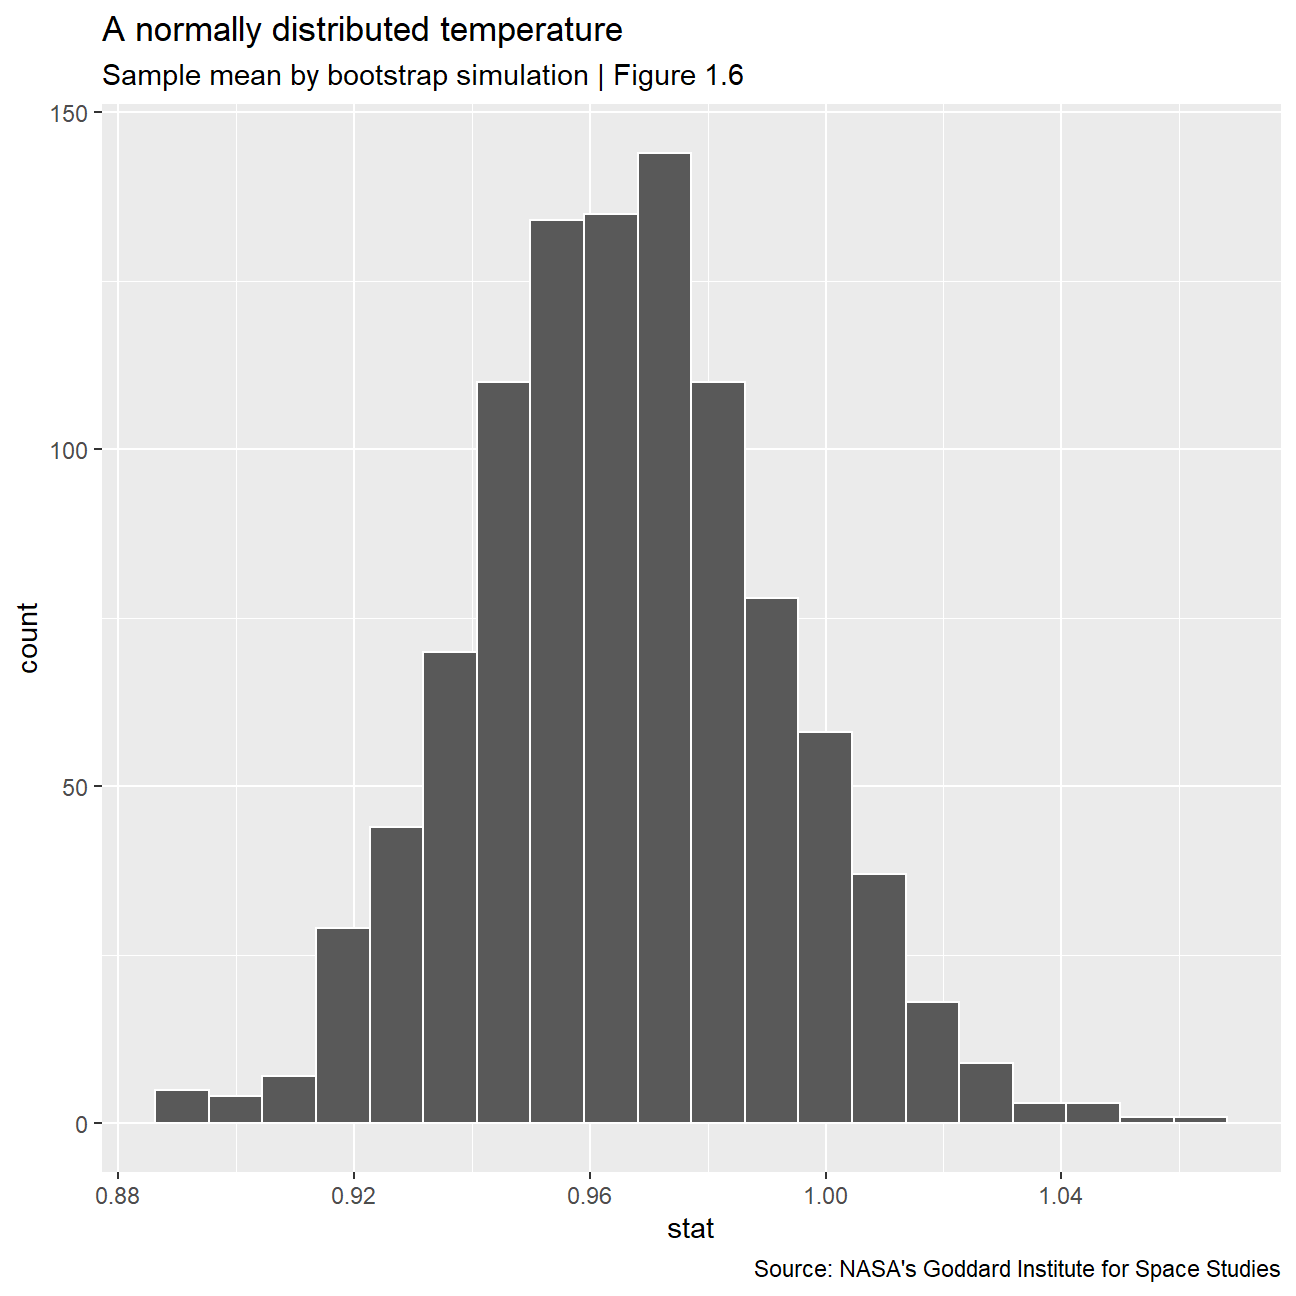 A normally distributed temperature
Sample mean by bootstrap simulation | Figure 1.6
150
100
50
0
count
0.88 0.92 0.96 1.00 1.04
stat
Source: NASA's Goddard Institute for Space Studies